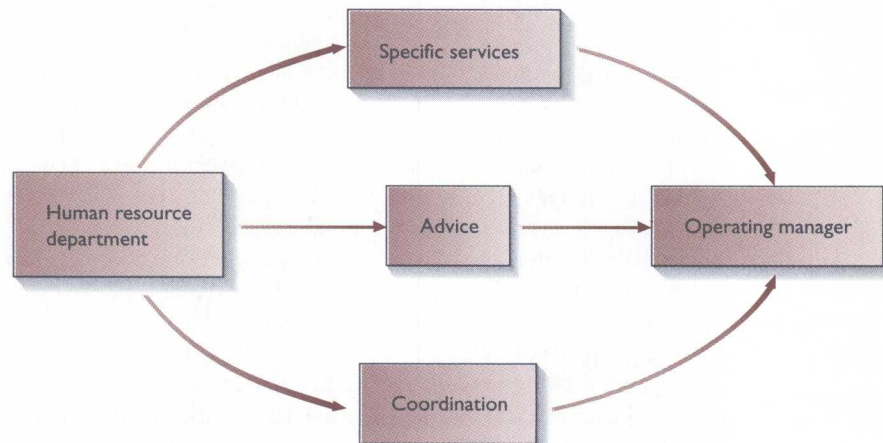 Specific services
Human resource
department
Advice
Operating manager
Coordination